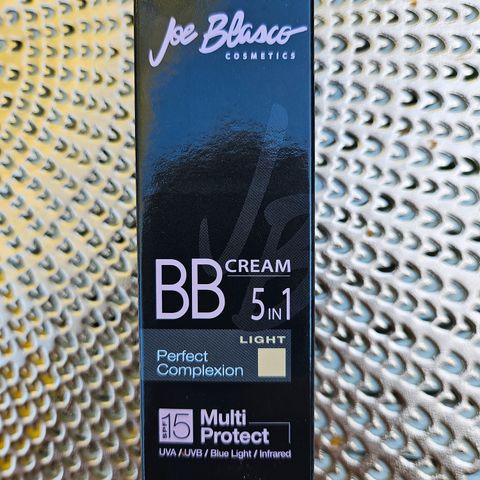 Joe Blasco
COSMETICS
BB CREAM
5 IN 1
LIGHT
Perfect
Complexion
SPF 15 Multi
Protect
UVA / UVB / Blue Light / Infrared